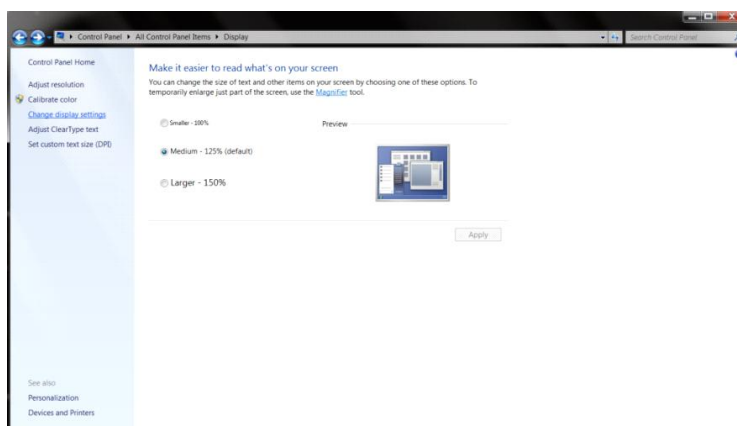 Control Panel ▸ All Control Panel Items ▸ Display
Search Control Panel
Control Panel Home
Adjust resolution
Calibrate color
Change display settings
Adjust ClearType text
Set custom text size (DPI)
Make it easier to read what's on your screen
You can change the size of text and other items on your screen by choosing one of these options. To
temporarily enlarge just part of the screen, use the Magnifier tool.
Smaller - 100%
Preview
Medium - 125% (default)
Larger - 150%
Apply
See also
Personalization
Devices and Printers